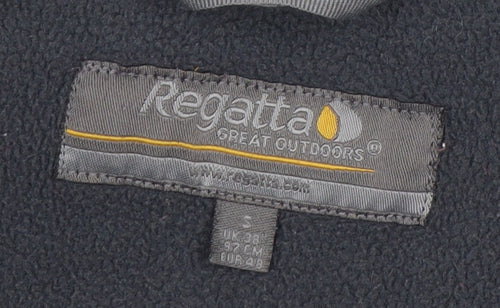 Regatta
GREAT OUTDOORS®
www.regatta.com
S
UK 38
97 CM
EUR 48